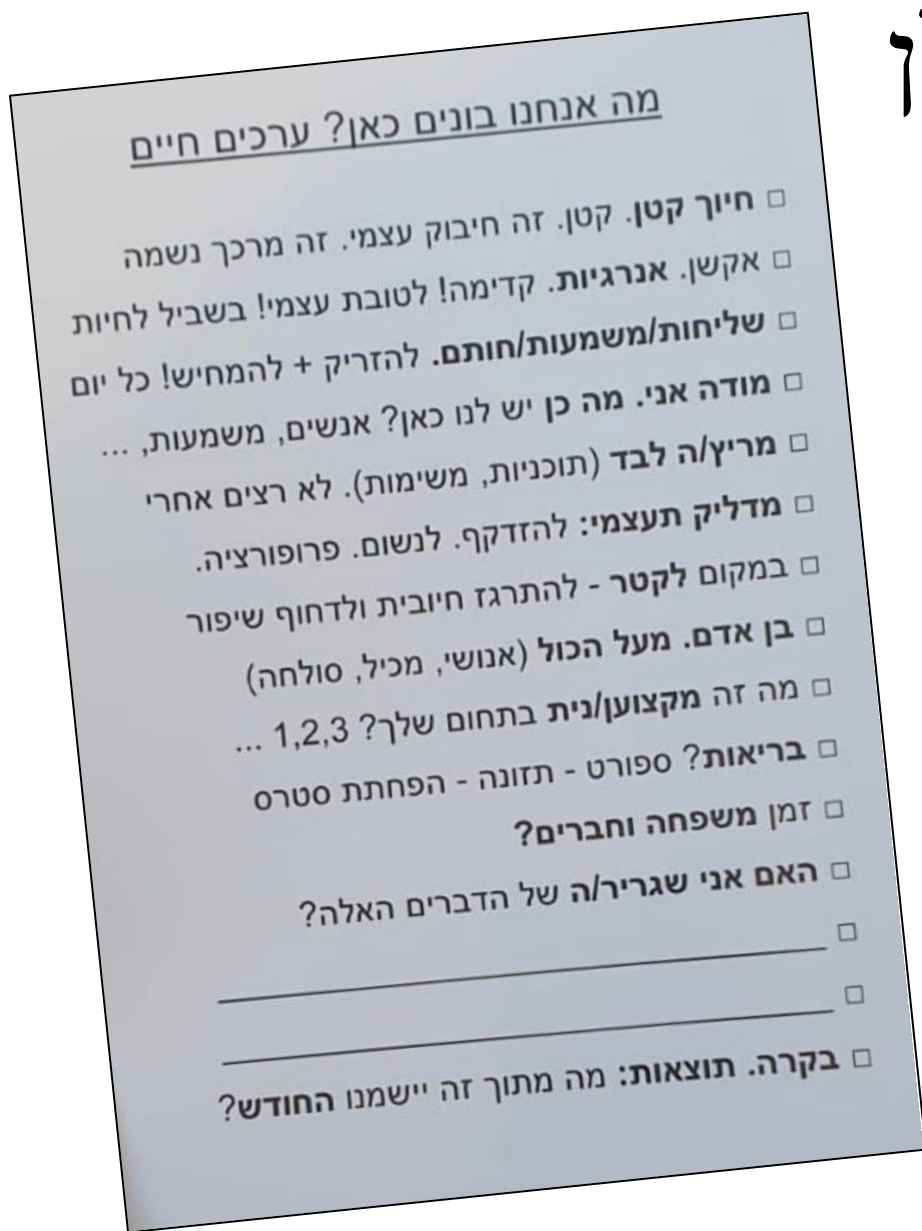 מה אנחנו בונים כאן? ערכים חיים
□ חיוך קטן. קטן. זה חיבוק עצמי. זה מרכך נשמה
□ אקשן. אנרגיות. קדימה! לטובת עצמי! בשביל לחיות
□ שליחות/משמעות/חותם. להזריק + להמחיש! כל יום
□ מודה אני. מה כן יש לנו כאן? אנשים, משמעות, ...
□ מריץ/ה לבד (תוכניות, משימות). לא רצים אחרי
□ מדליק תעצמי: להזדקף. לנשום. פרופורציה.
□ במקום לקטר - להתרגז חיובית ולדחוף שיפור
□ בן אדם. מעל הכול (אנושי, מכיל, סולחה)
□ מה זה מקצוען/נית בתחום שלך? 1,2,3 ...
□ בריאות? ספורט - תזונה - הפחתת סטרס
□ זמן משפחה וחברים?
□ האם אני שגריר/ה של הדברים האלה?
□ ____________
□ ____________
□ בקרה. תוצאות: מה מתוך זה יישמנו החודש?